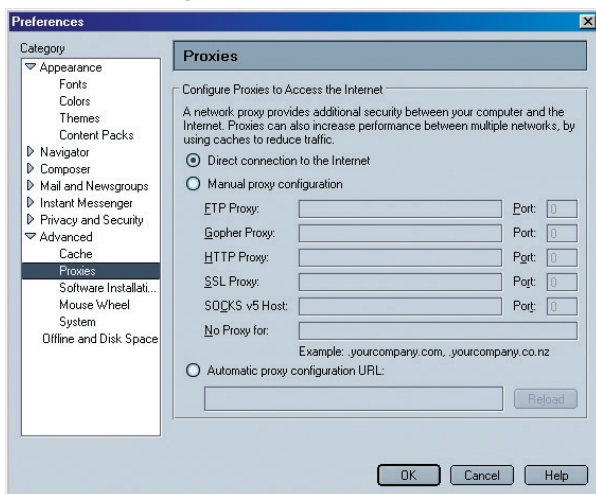 Preferences
Category
Appearance
Fonts
Colors
Themes
Content Packs
Navigator
Composer
Mail and Newsgroups
Instant Messenger
Privacy and Security
Advanced
Cache
Proxies
Software Installati...
Mouse Wheel
System
Offline and Disk Space
Proxies
Configure Proxies to Access the Internet
A network proxy provides additional security between your computer and the
Internet. Proxies can also increase performance between multiple networks, by
using caches to reduce traffic.
Direct connection to the Internet
Manual proxy configuration
FTP Proxy: Port: 0
Gopher Proxy: Port: 0
HTTP Proxy: Port: 0
SSL Proxy: Port: 0
SOCKS v5 Host: Port: 0
No Proxy for:
Example: .yourcompany.com, .yourcompany.co.nz
Automatic proxy configuration URL:
Reload
OK Cancel Help